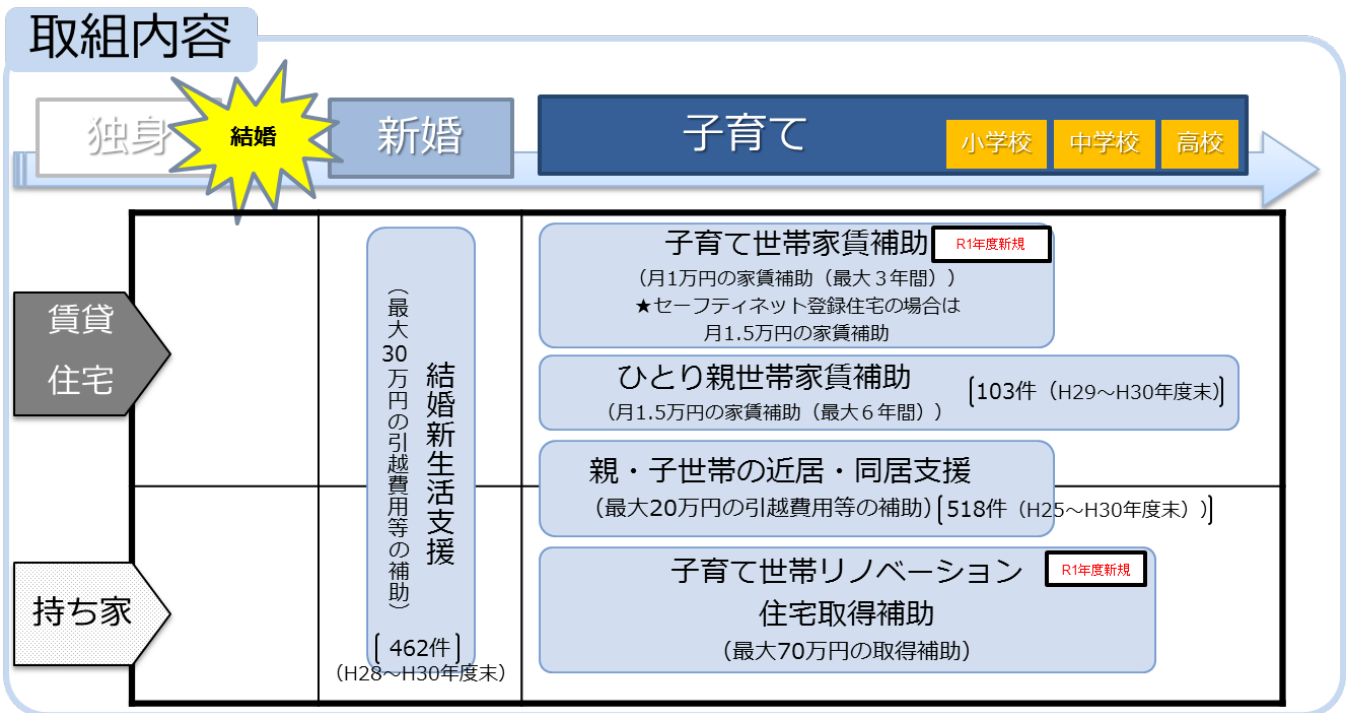 取組内容
独身
結婚
新婚
子育て
小学校
中学校
高校
賃貸
住宅
持ち家
結婚新生活支援
（最大30万円の引越費用等の補助）
[ 462件 ]
（H28～H30年度末）
子育て世帯家賃補助
R1年度新規
（月1万円の家賃補助（最大３年間））
★セーフティネット登録住宅の場合は
月1.5万円の家賃補助
ひとり親世帯家賃補助
（月1.5万円の家賃補助（最大６年間））
[103件（H29～H30年度末)]
親・子世帯の近居・同居支援
（最大20万円の引越費用等の補助）
[518件（H25～H30年度末））]
子育て世帯リノベーション
R1年度新規
住宅取得補助
（最大70万円の取得補助）